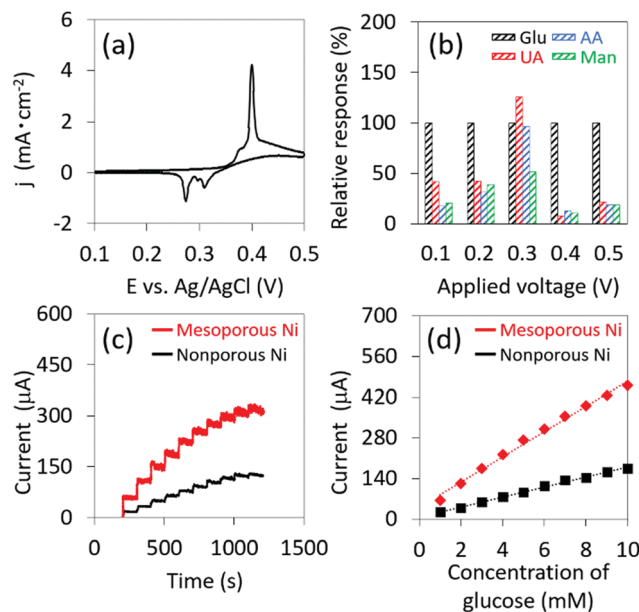 (a)
6
4
2
0
-2
j (mA·cm⁻²)
0.1 0.2 0.3 0.4 0.5
E vs. Ag/AgCl (V)
(b)
Glu AA
UA Man
200
150
100
50
0
Relative response (%)
0.1 0.2 0.3 0.4 0.5
Applied voltage (V)
(c)
Mesoporous Ni
Nonporous Ni
600
450
300
150
0
Current (μA)
0 500 1000 1500
Time (s)
(d)
Mesoporous Ni
Nonporous Ni
700
560
420
280
140
0
Current (μA)
0 2 4 6 8 10
Concentration of
glucose (mM)